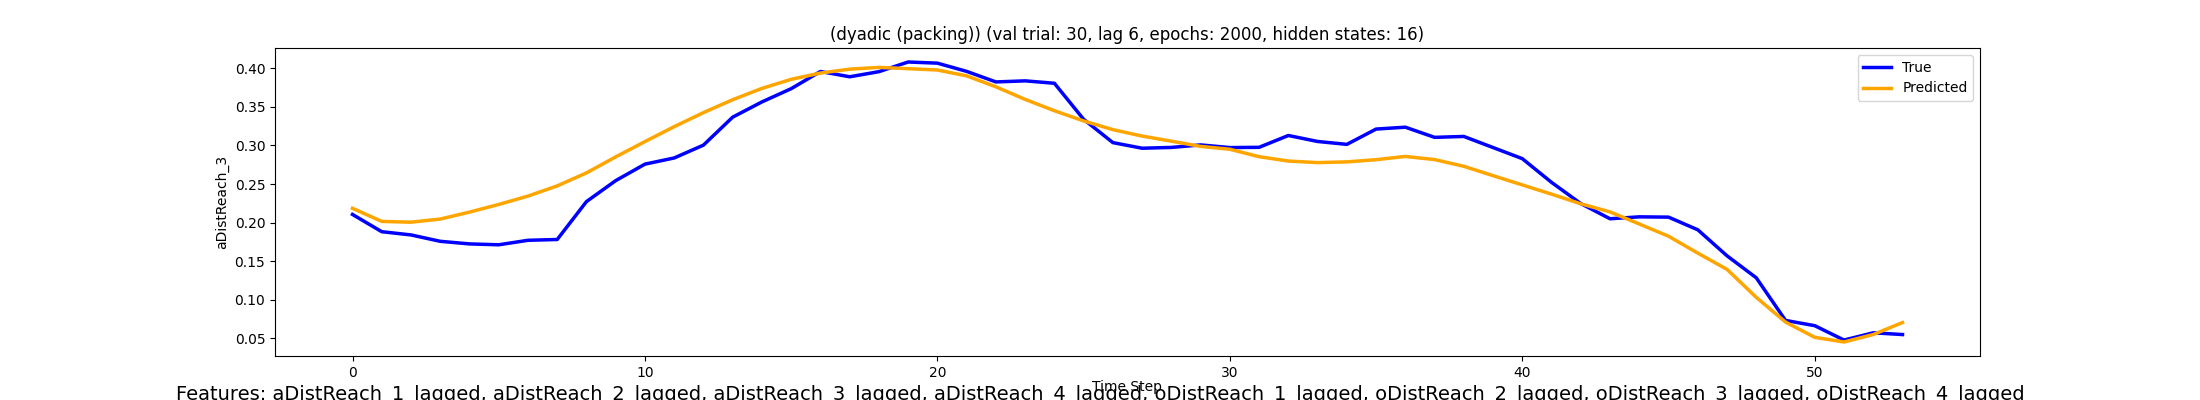 (dyadic (packing)) (val trial: 30, lag 6, epochs: 2000, hidden states: 16)
True
Predicted
0.40
0.35
0.30
0.25
0.20
0.15
0.10
0.05
aDistReach_3
0 10 20 30 40 50
Time Step
Features: aDistReach_1_lagged, aDistReach_2_lagged, aDistReach_3_lagged, aDistReach_4_lagged, oDistReach_1_lagged, oDistReach_2_lagged, oDistReach_3_lagged, oDistReach_4_lagged